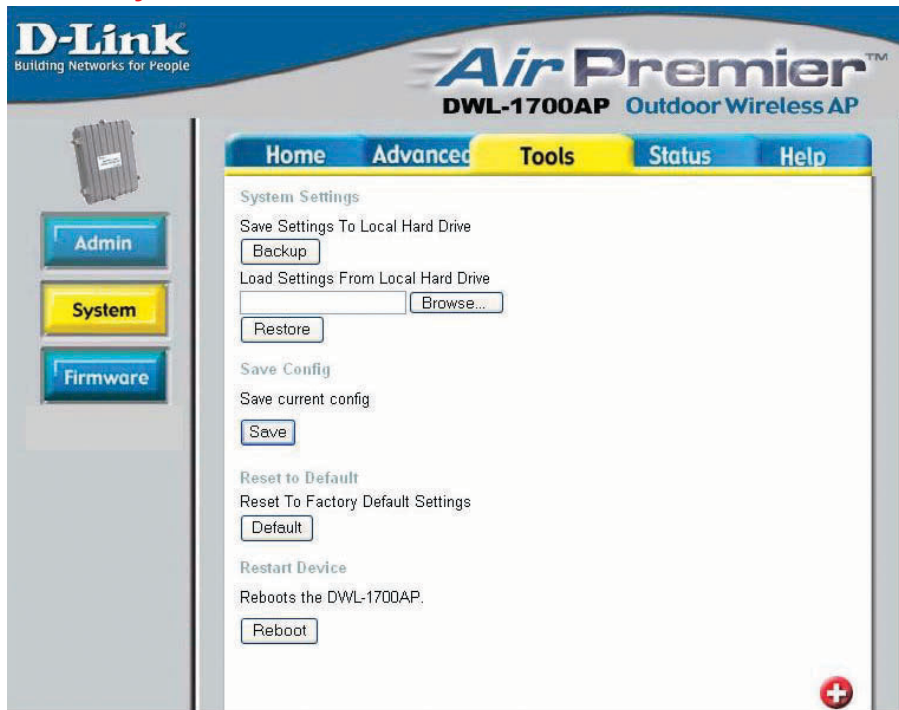 D-Link
Building Networks for People
Air Premier™
DWL-1700AP Outdoor Wireless AP
Home Advanced Tools Status Help
Admin
System
Firmware
System Settings
Save Settings To Local Hard Drive
Backup
Load Settings From Local Hard Drive
Browse...
Restore
Save Config
Save current config
Save
Reset to Default
Reset To Factory Default Settings
Default
Restart Device
Reboots the DWL-1700AP.
Reboot